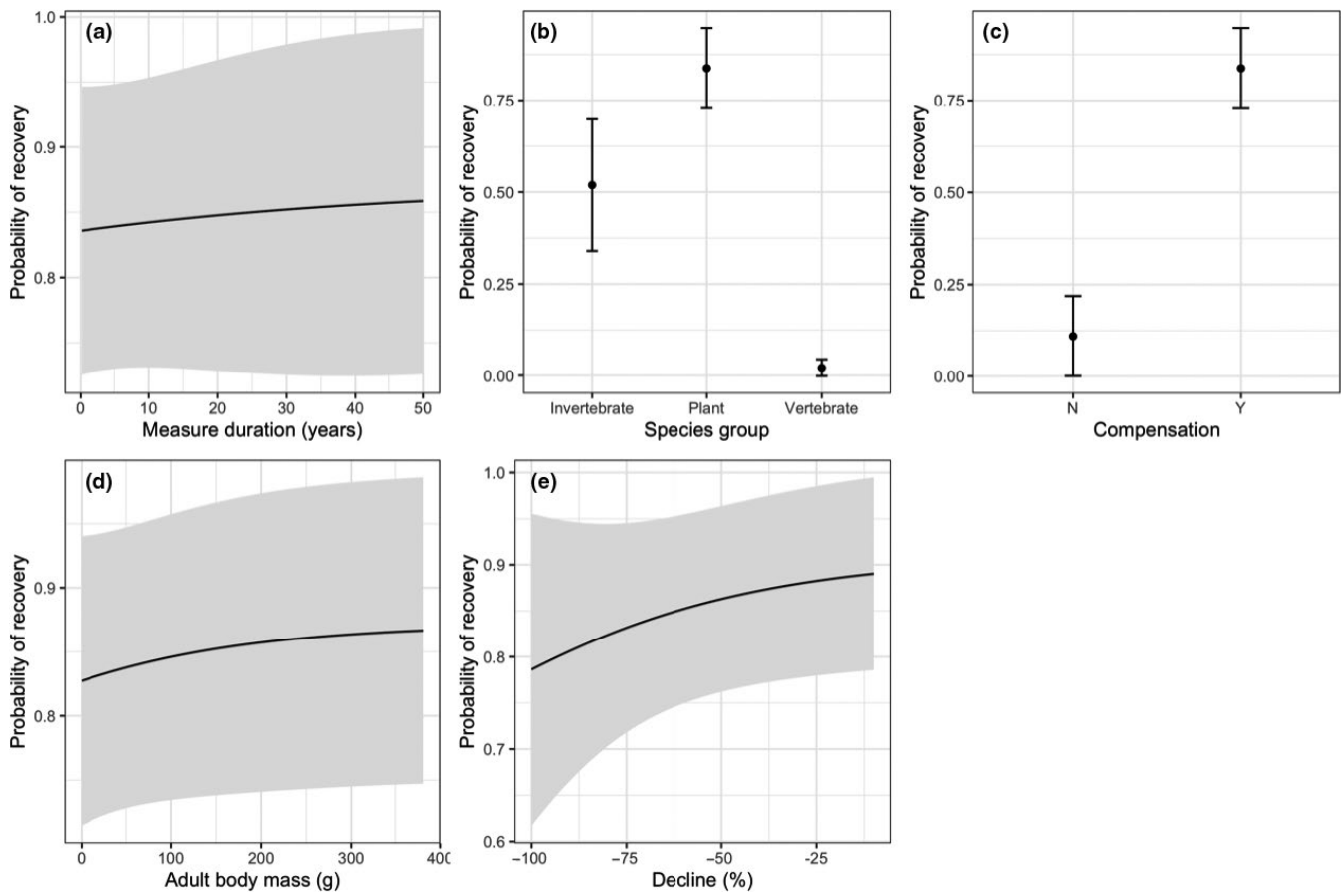 (a)
Probability of recovery
1.0
0.9
0.8
0 10 20 30 40 50
Measure duration (years)
(b)
Probability of recovery
0.75
0.50
0.25
0.00
Invertebrate Plant Vertebrate
Species group
(c)
Probability of recovery
0.75
0.50
0.25
0.00
N Y
Compensation
(d)
Probability of recovery
0.9
0.8
0 100 200 300
Adult body mass (g)
(e)
Probability of recovery
1.0
0.9
0.8
0.7
0.6
−100 −75 −50 -25
Decline (%)